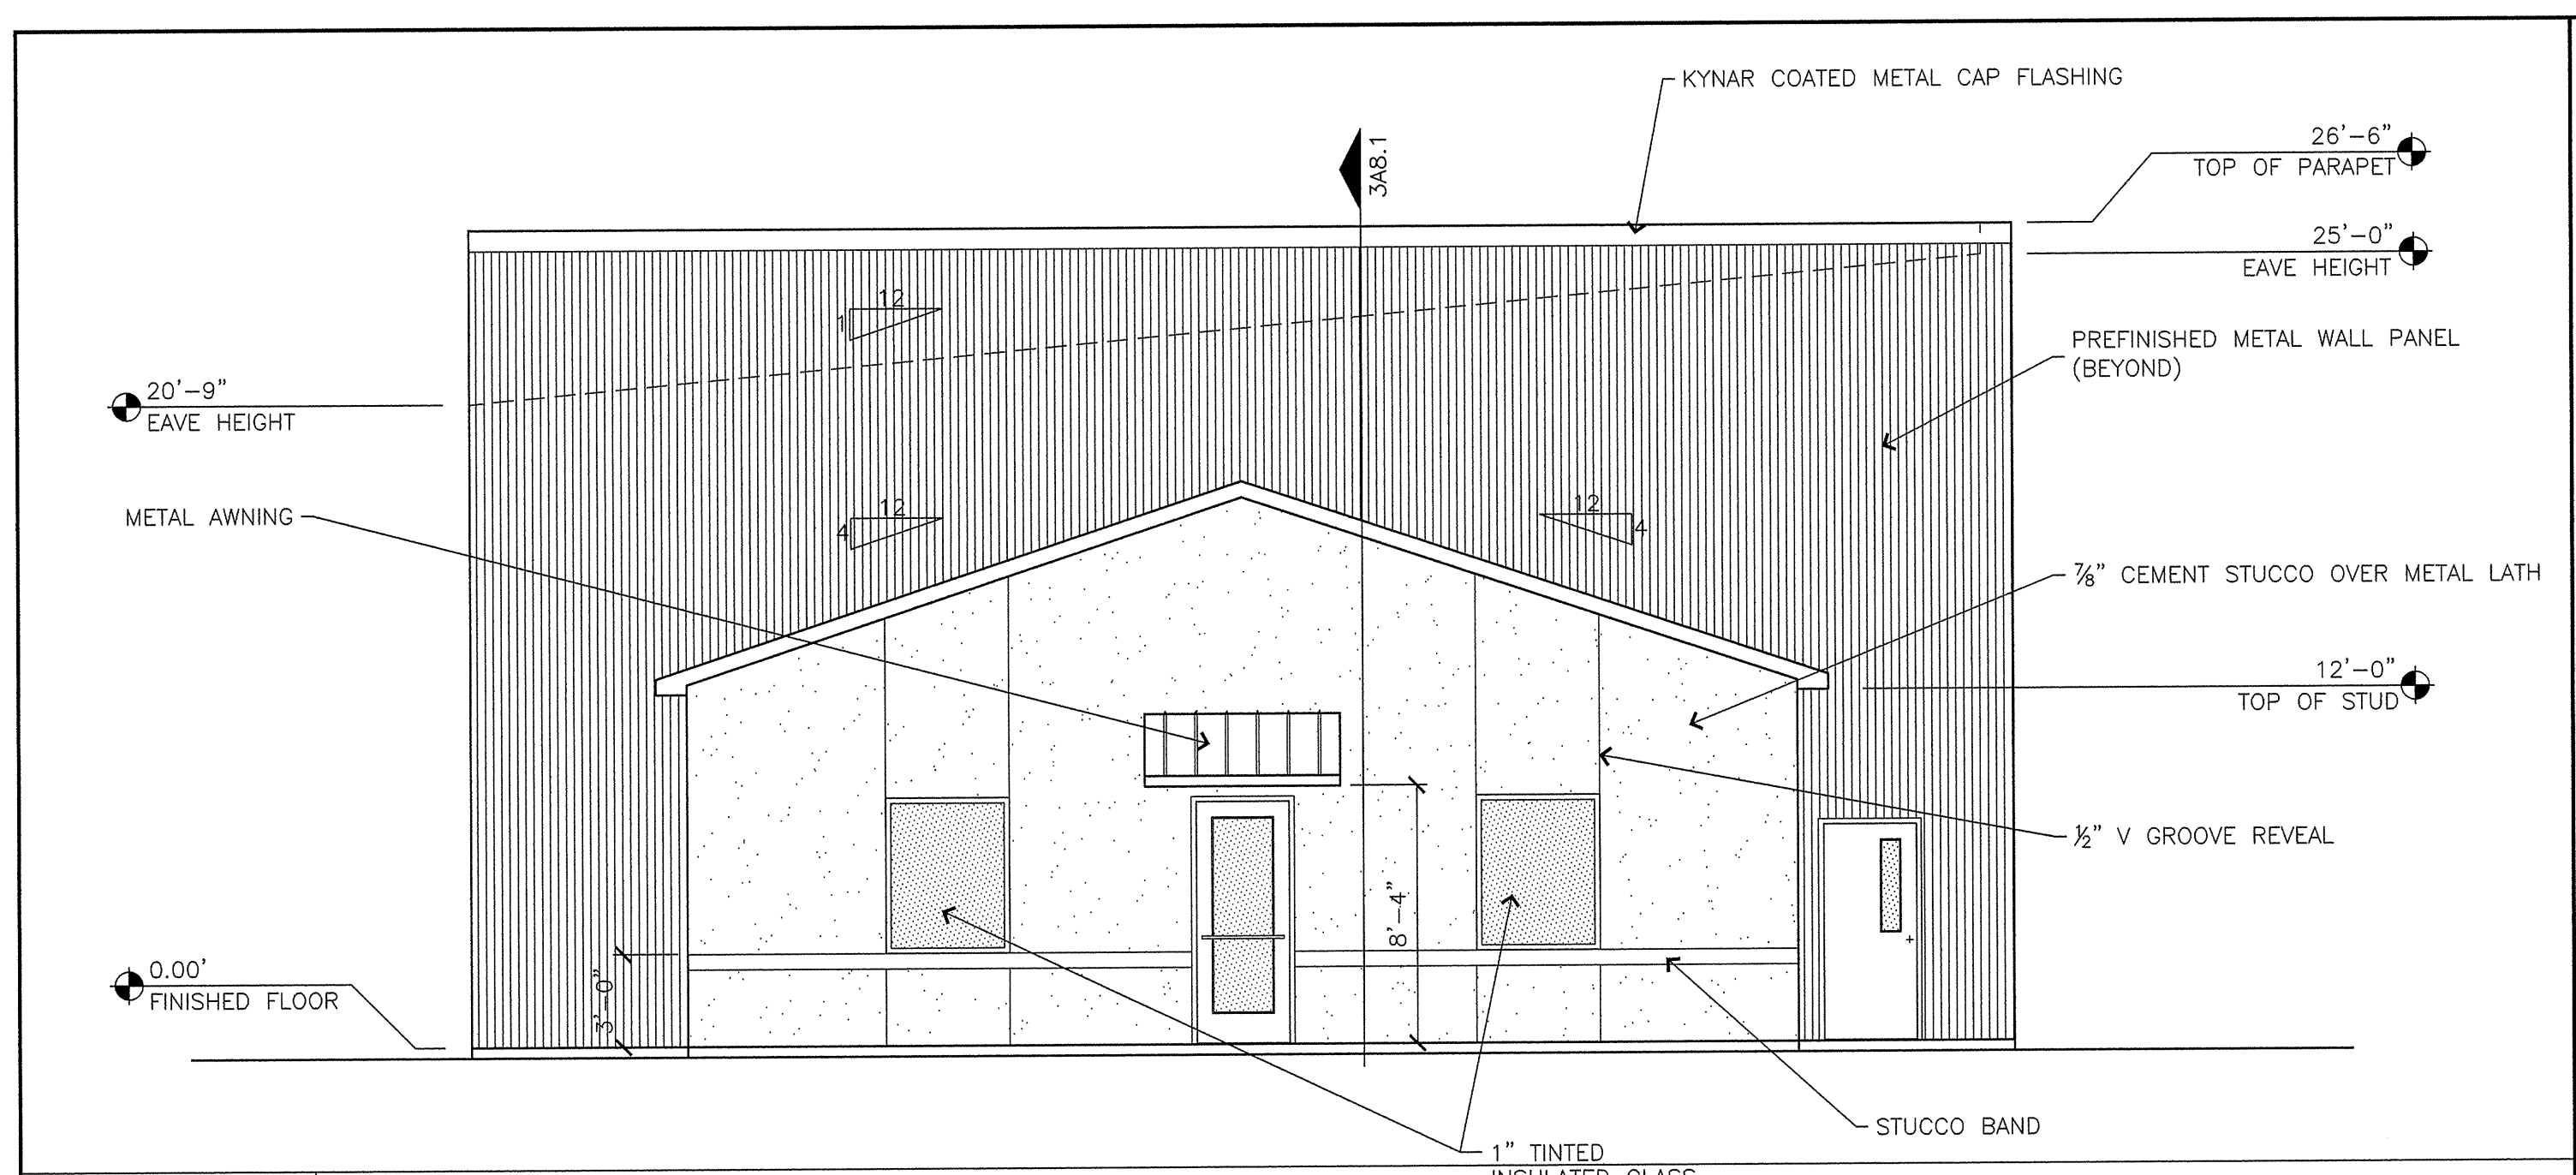 KYNAR COATED METAL CAP FLASHING
3A8.1
26'-6"
TOP OF PARAPET
25'-0"
EAVE HEIGHT
12
1
PREFINISHED METAL WALL PANEL
(BEYOND)
20'-9"
EAVE HEIGHT
METAL AWNING
12
4
12
4
⅞" CEMENT STUCCO OVER METAL LATH
12'-0"
TOP OF STUD
½" V GROOVE REVEAL
8'-4"
0.00'
FINISHED FLOOR
3'-0"
STUCCO BAND
1" TINTED
INSULATED GLASS